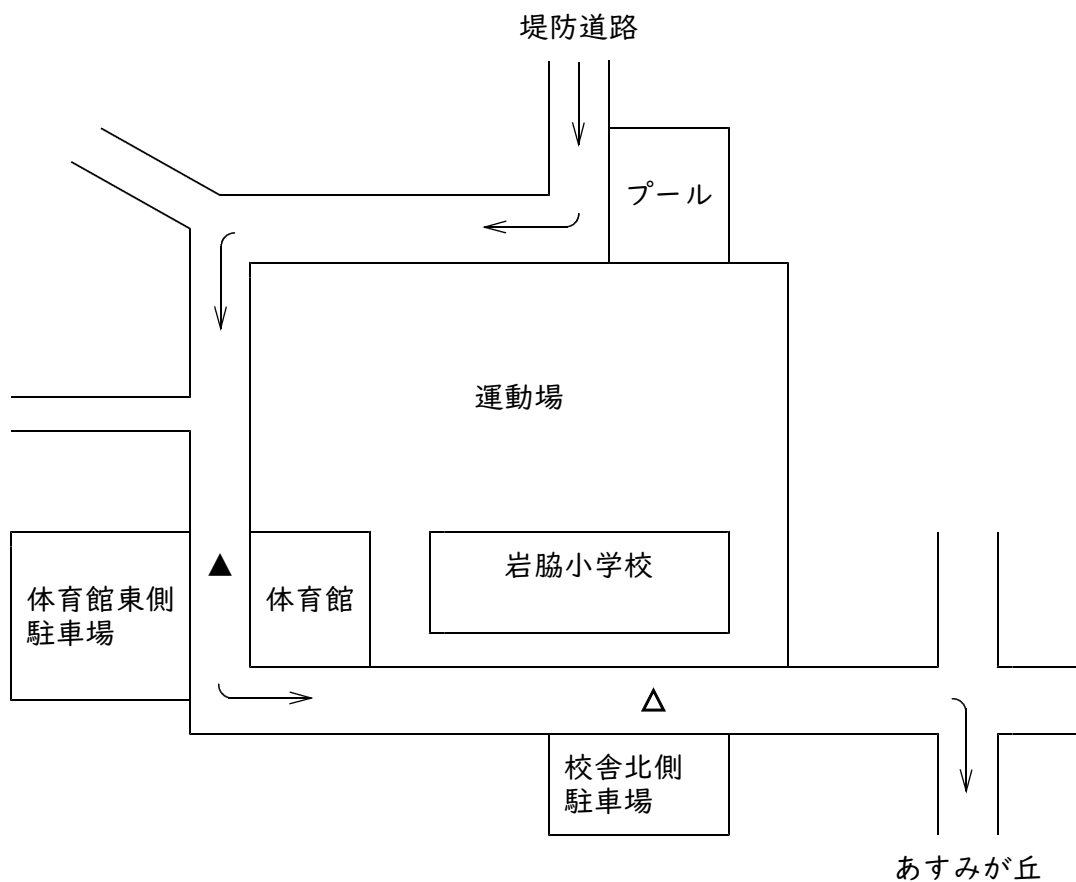 堤防道路
プール
運動場
岩脇小学校
体育館東側
駐車場
体育館
校舎北側
駐車場
あすみが丘